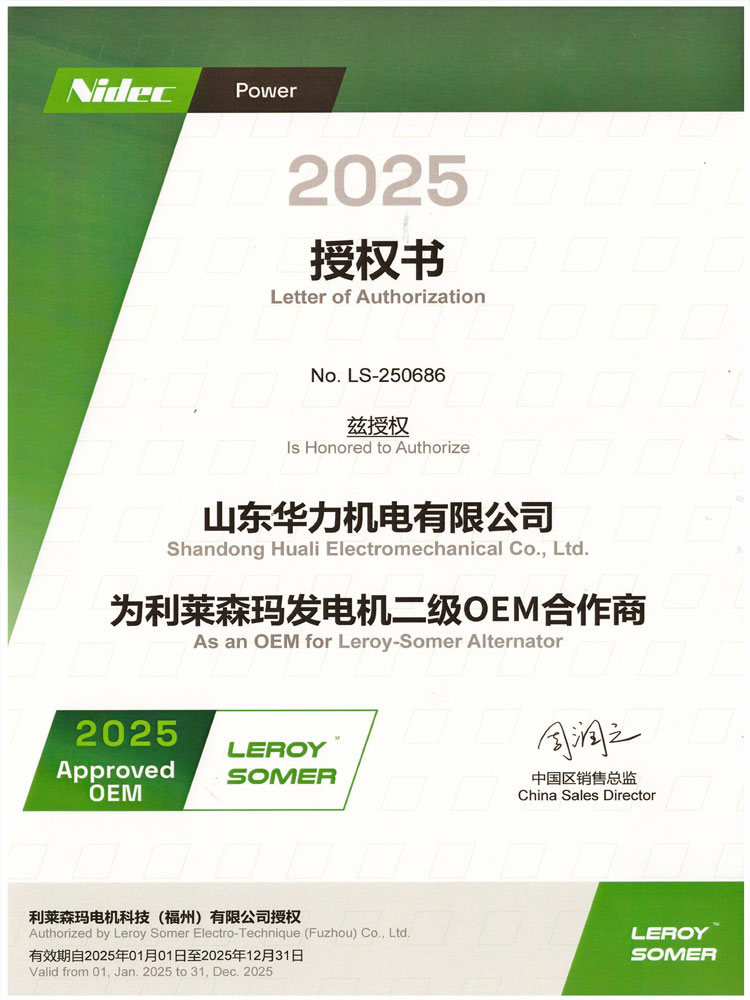 Nidec
Power
2025
授权书
Letter of Authorization
No. LS-250686
兹授权
Is Honored to Authorize
山东华力机电有限公司
Shandong Huali Electromechanical Co., Ltd.
为利莱森玛发电机二级OEM合作商
As an OEM for Leroy-Somer Alternator
2025
Approved
OEM
LEROY™
SOMER
周润之
中国区销售总监
China Sales Director
利莱森玛电机科技（福州）有限公司授权
Authorized by Leroy Somer Electro-Technique (Fuzhou) Co., Ltd.
有效期自2025年01月01日至2025年12月31日
Valid from 01, Jan. 2025 to 31, Dec. 2025
LEROY™
SOMER